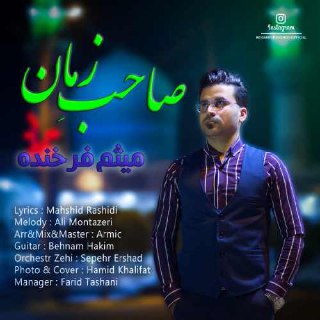 Instagram
صاحب زمانِ
میثم فرخنده
Lyrics : Mahshid Rashidi
Melody : Ali Montazeri
Arr&Mix&Master : Armic
Guitar : Behnam Hakim
Orchestr Zehi : Sepehr Ershad
Photo & Cover : Hamid Khalifat
Manager : Farid Tashani